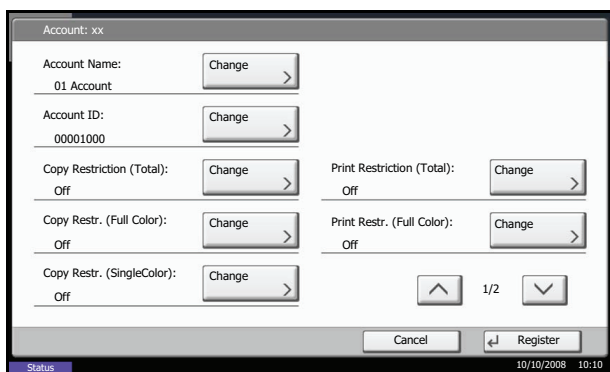 Account: xx
Account Name:
01 Account
Change
Account ID:
00001000
Change
Copy Restriction (Total):
Off
Change
Print Restriction (Total):
Off
Change
Copy Restr. (Full Color):
Off
Change
Print Restr. (Full Color):
Off
Change
Copy Restr. (SingleColor):
Off
Change
1/2
Cancel
Register
Status
10/10/2008 10:10